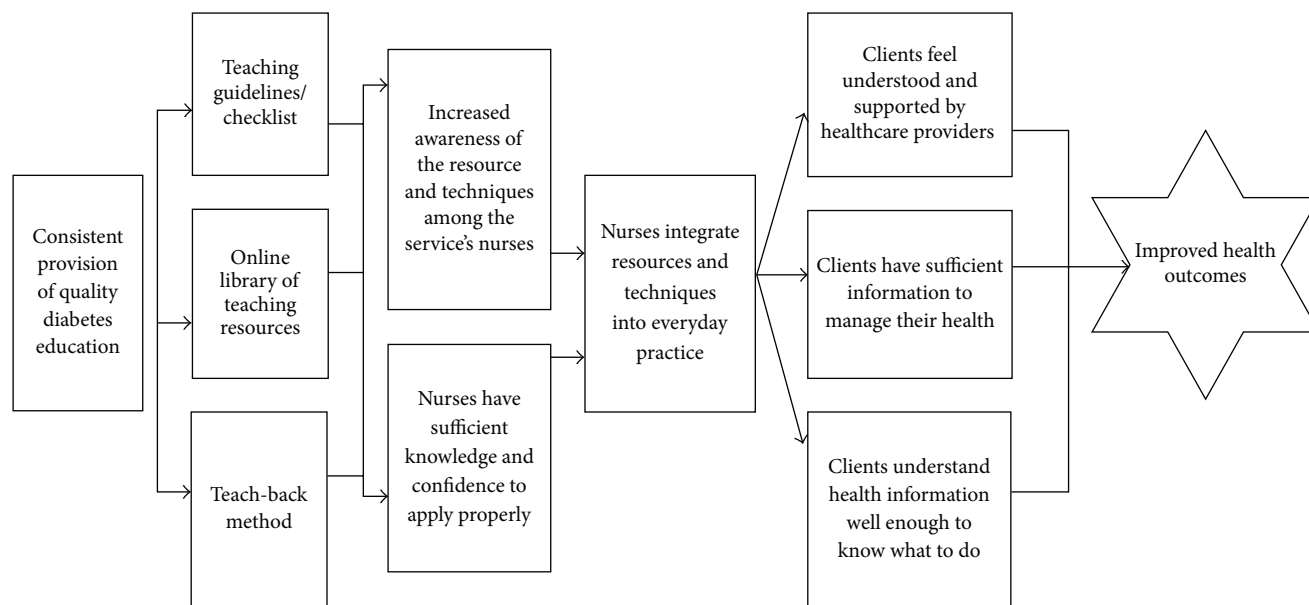 Consistent
provision
of quality
diabetes
education
Teaching
guidelines/
checklist
Online
library of
teaching
resources
Teach-back
method
Increased
awareness of
the resource
and techniques
among the
service’s nurses
Nurses have
sufficient
knowledge and
confidence to
apply properly
Nurses integrate
resources and
techniques
into everyday
practice
Clients feel
understood and
supported by
healthcare providers
Clients have sufficient
information to
manage their health
Clients understand
health information
well enough to
know what to do
Improved health
outcomes